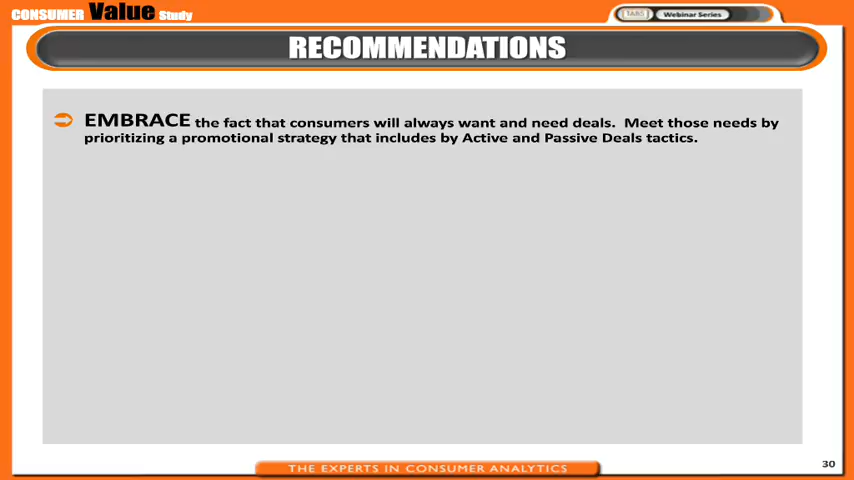 CONSUMER Value Study
TABS Webinar Series
RECOMMENDATIONS
EMBRACE the fact that consumers will always want and need deals. Meet those needs by
prioritizing a promotional strategy that includes by Active and Passive Deals tactics.
THE EXPERTS IN CONSUMER ANALYTICS
30